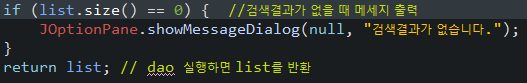 if (list.size() == 0) {  //검색결과가 없을 때 메세지 출력
    JOptionPane.showMessageDialog(null, "검색결과가 없습니다.");
}
return list; // dao 실행하면 list를 반환